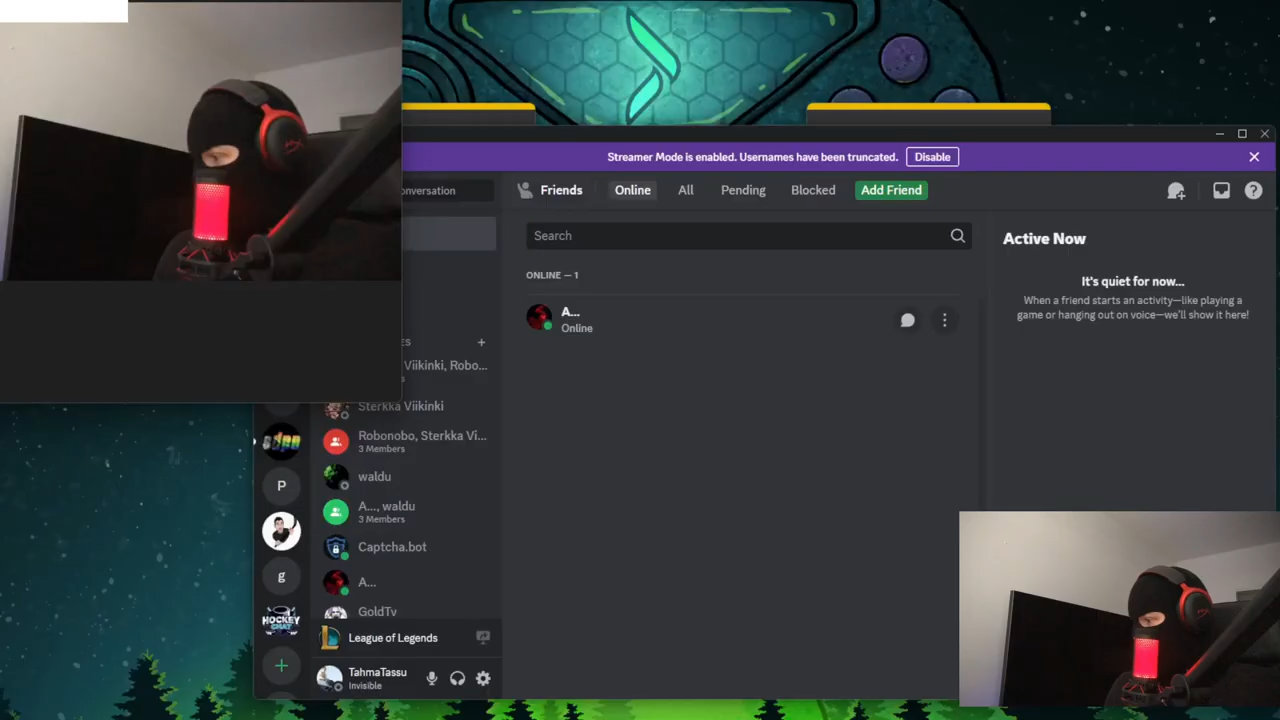 Streamer Mode is enabled. Usernames have been truncated. Disable
onversation
Friends Online All Pending Blocked Add Friend
Search
ONLINE — 1
A...
Online
Active Now
It's quiet for now...
When a friend starts an activity—like playing a
game or hanging out on voice—we'll show it here!
ES
Viikinki, Robo...
Sterkka Viikinki
Robonobo, Sterkka Vi...
3 Members
waldu
A..., waldu
3 Members
Captcha.bot
A...
GoldTv
P
g
HOCKEY
CHAT
League of Legends
TahmaTassu
Invisible